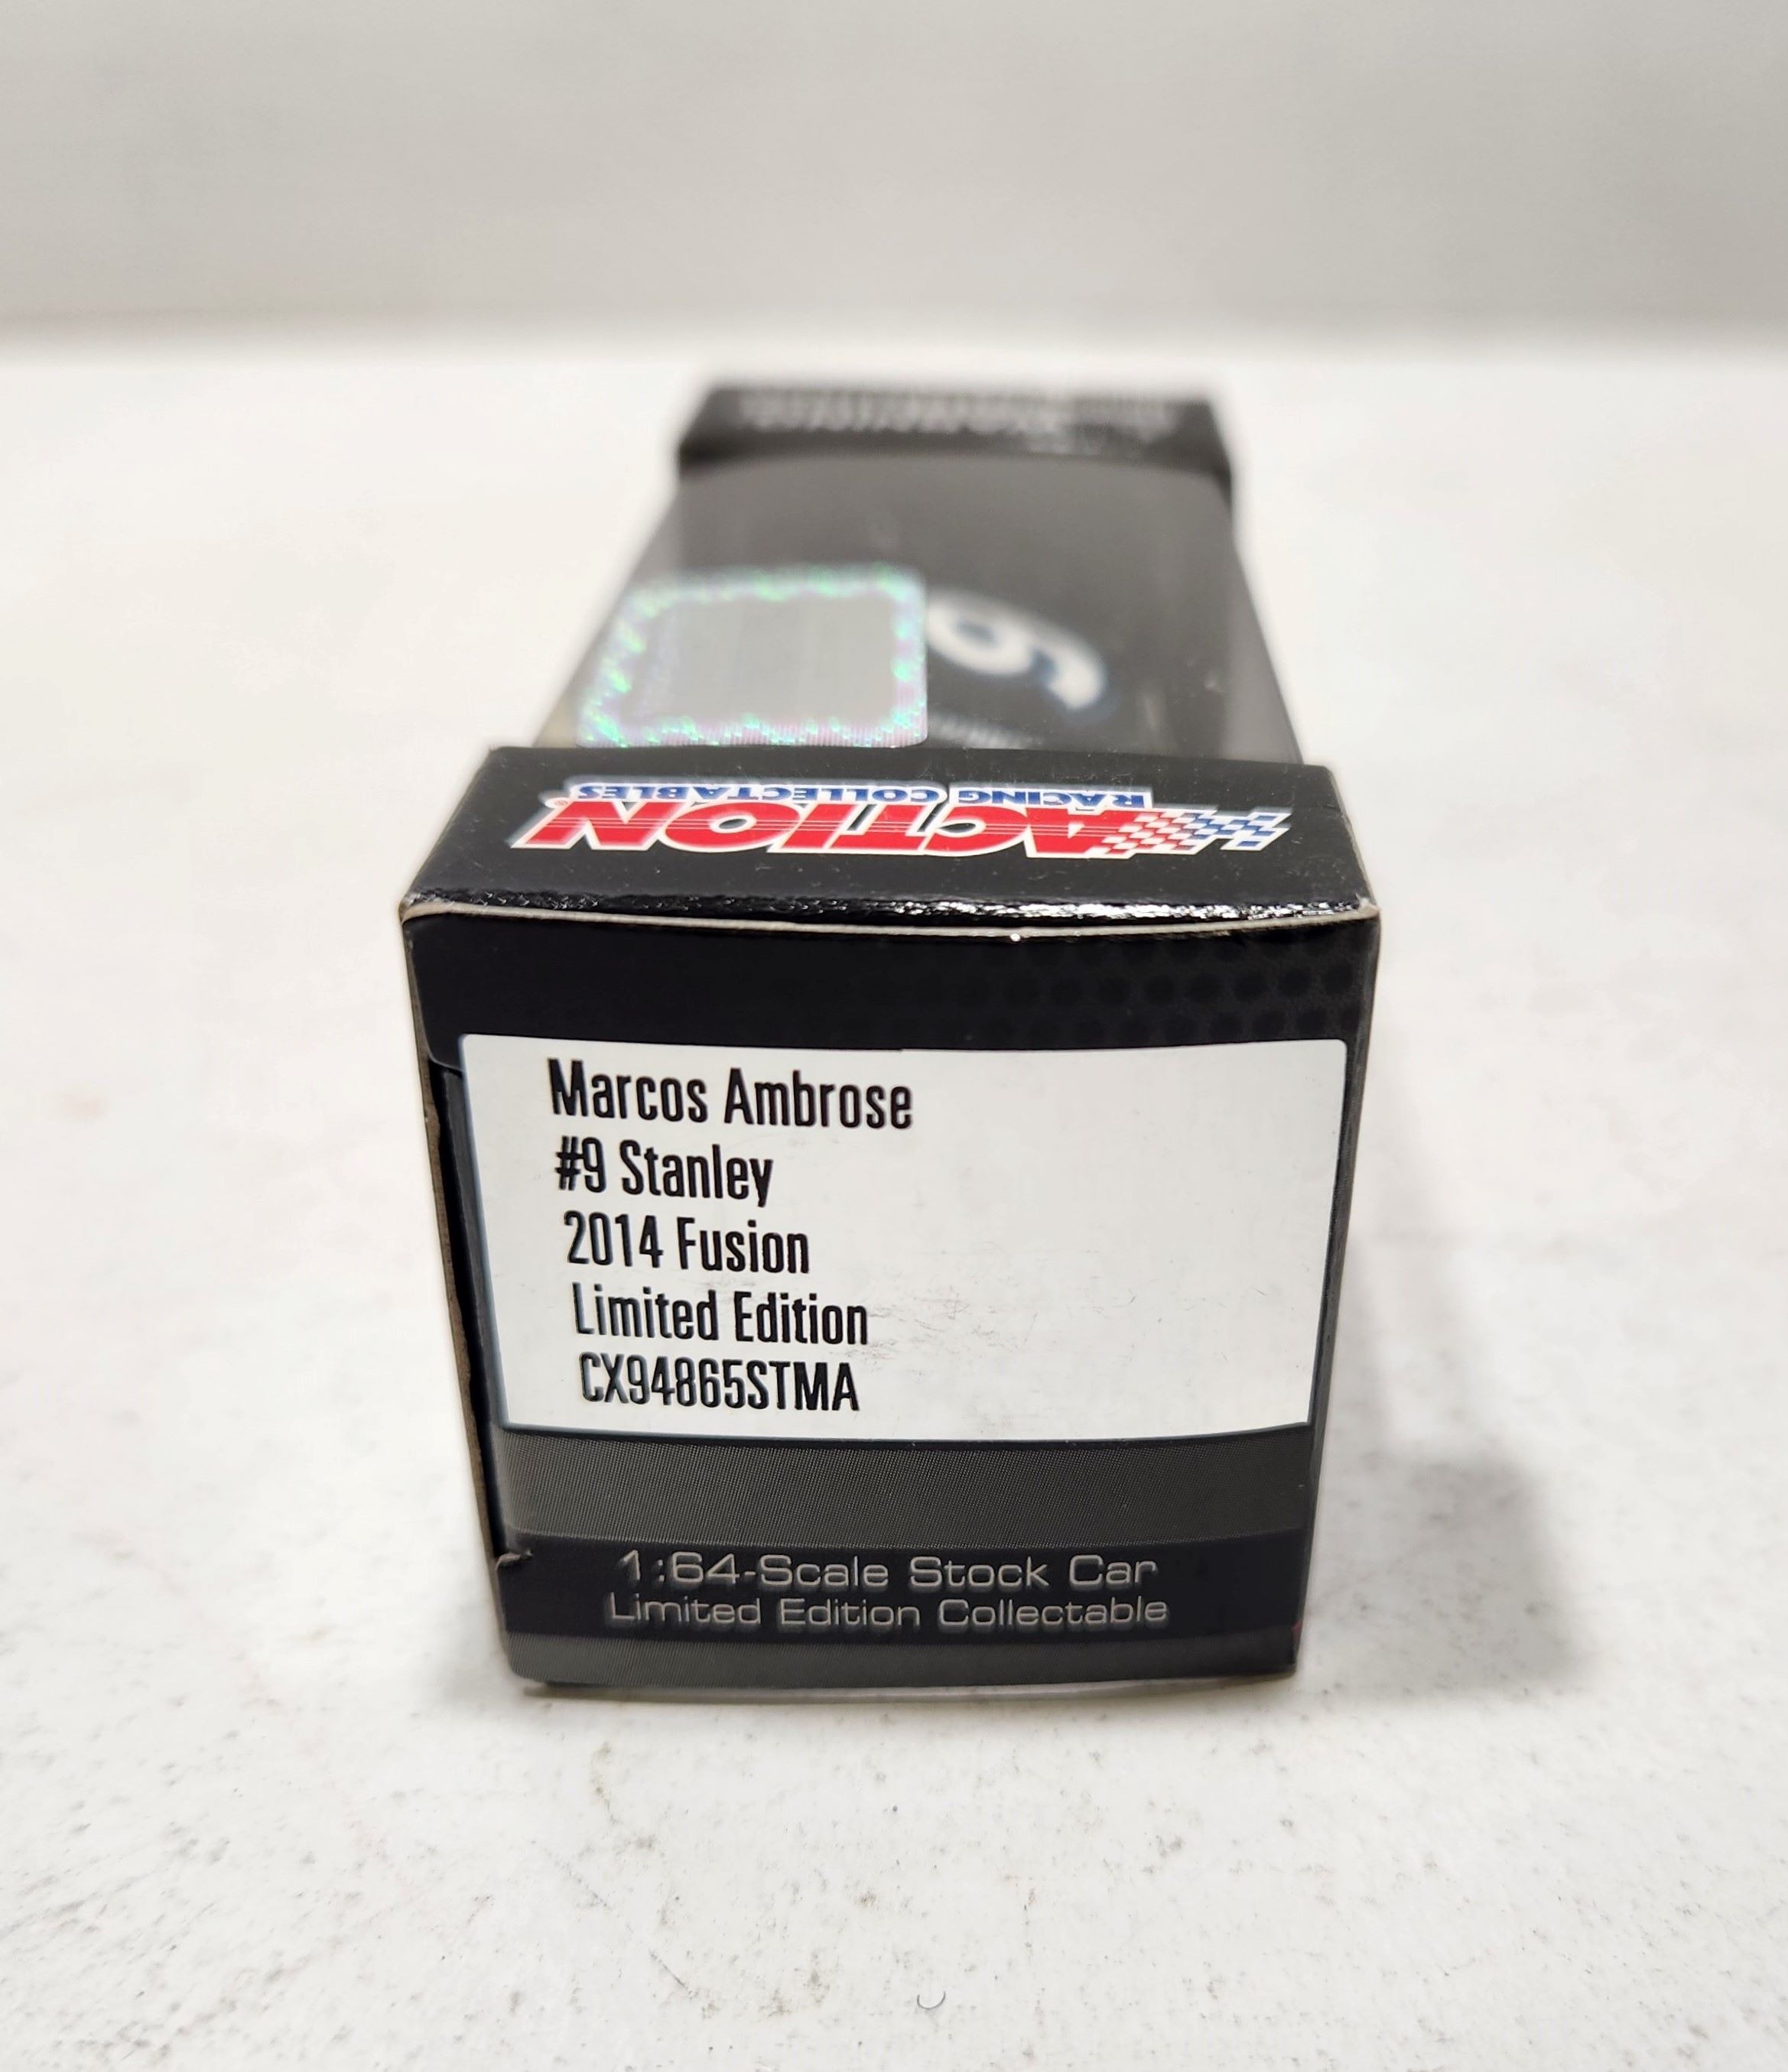 ACTION
RACING COLLECTABLES
Marcos Ambrose
#9 Stanley
2014 Fusion
Limited Edition
CX94865STMA
1:64-Scale Stock Car
Limited Edition Collectable